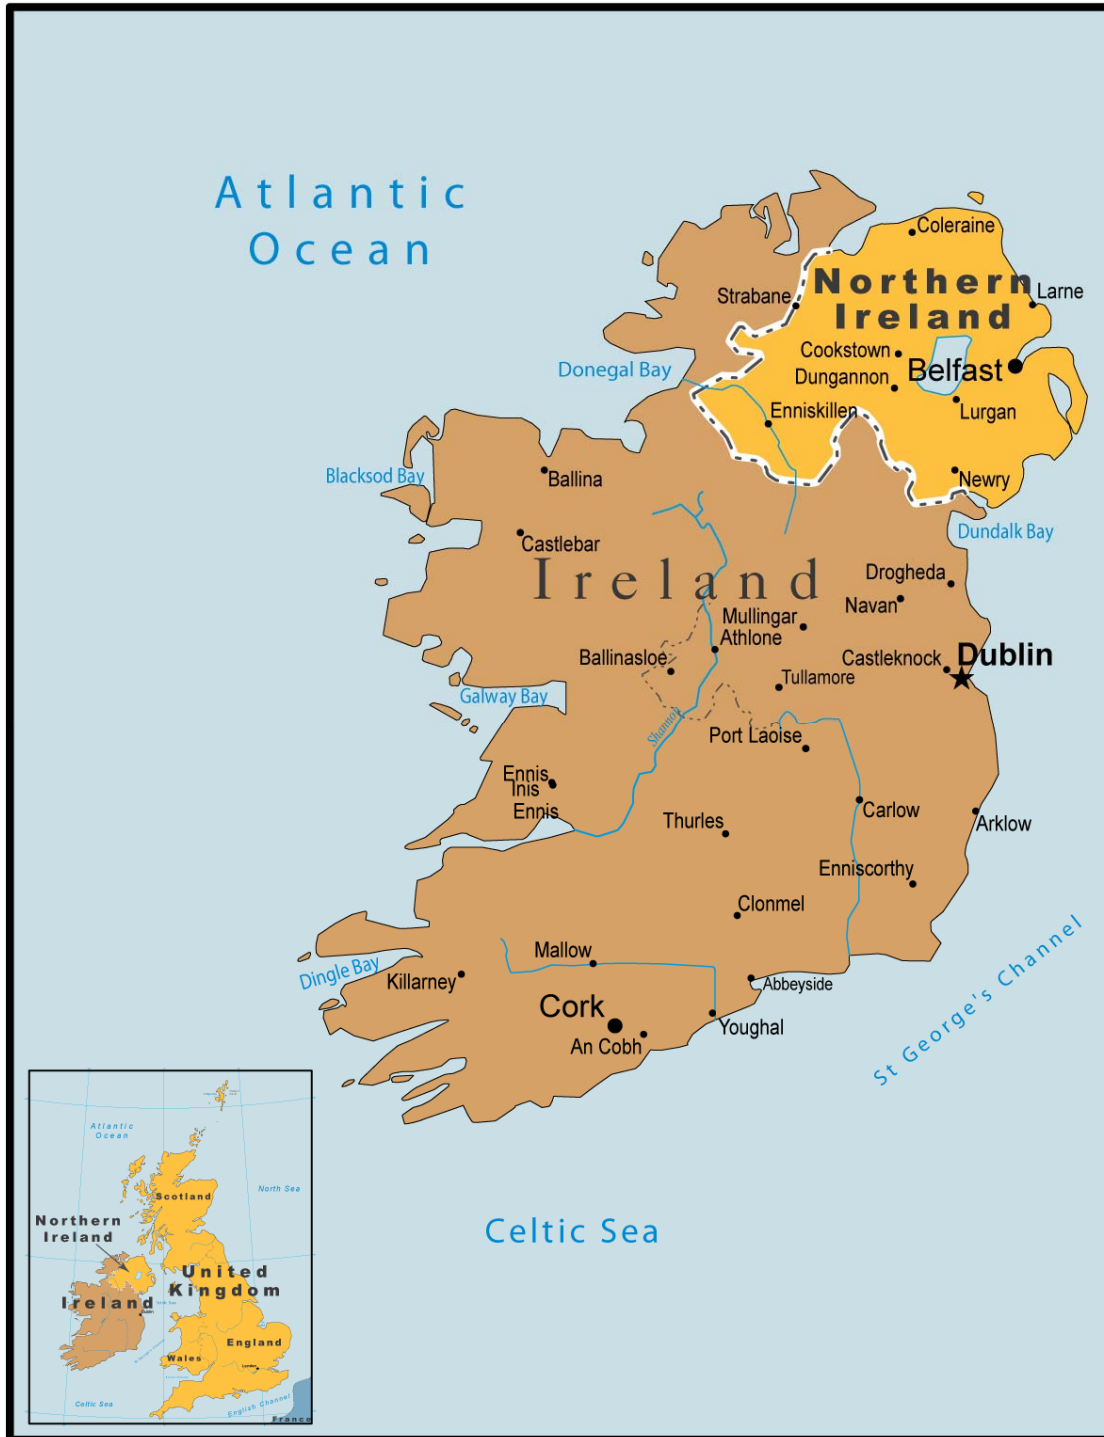 Atlantic
Ocean
Coleraine
Northern
Ireland
Strabane
Larne
Cookstown
Belfast
Donegal Bay
Dungannon
Enniskillen
Lurgan
Blacksod Bay
Ballina
Newry
Dundalk Bay
Castlebar
Ireland
Drogheda
Navan
Mullingar
Athlone
Ballinasloe
Castleknock
Dublin
Tullamore
Galway Bay
Shannon
Port Laoise
Ennis
Inis
Ennis
Carlow
Thurles
Arklow
Enniscorthy
Clonmel
Mallow
Dingle Bay
Killarney
Abbeyside
Cork
Youghal
An Cobh
St George's Channel
Celtic Sea
Atlantic
Ocean
North Sea
Scotland
Northern
Ireland
United
Kingdom
Ireland
Dublin
England
Wales
London
Celtic Sea
English Channel
France